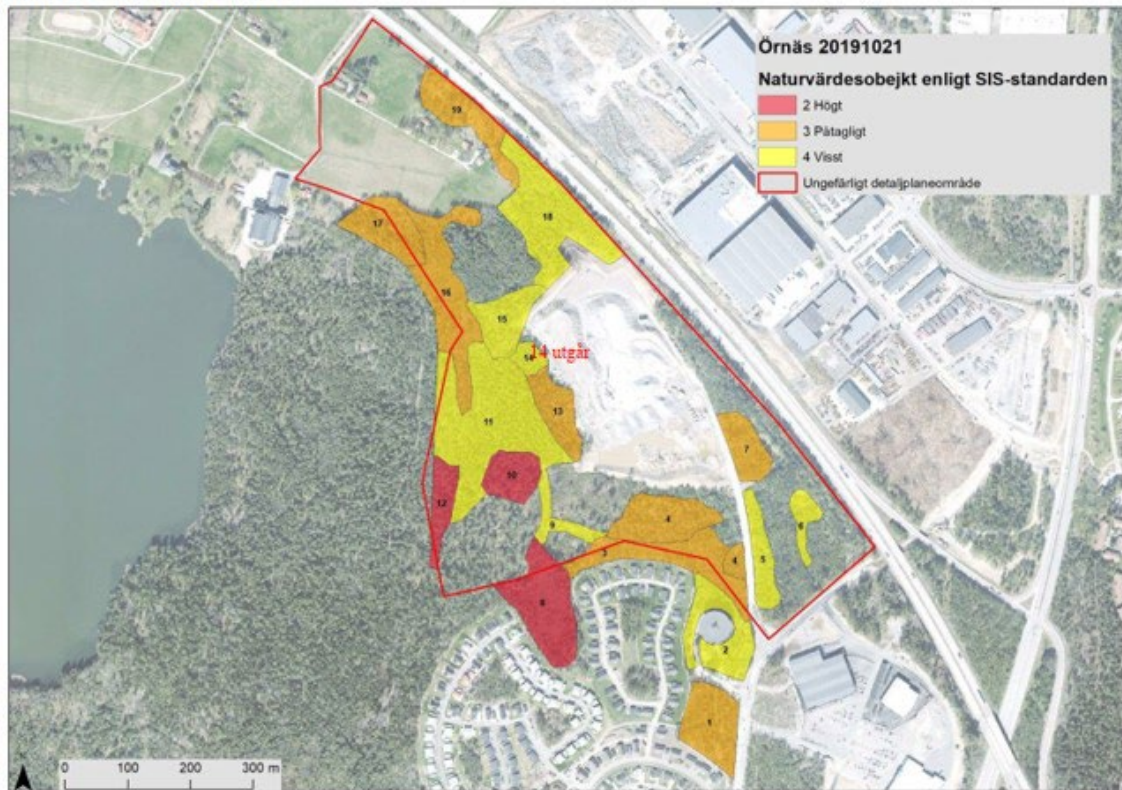 Örnäs 20191021
Naturvärdesobejkt enligt SIS-standarden
2 Högt
3 Påtagligt
4 Visst
Ungefärligt detaljplaneområde
19
18
17
16
15
14
14 utgår
13
11
10
12
7
4
6
9
5
3
4
8
2
1
0 100 200 300 m